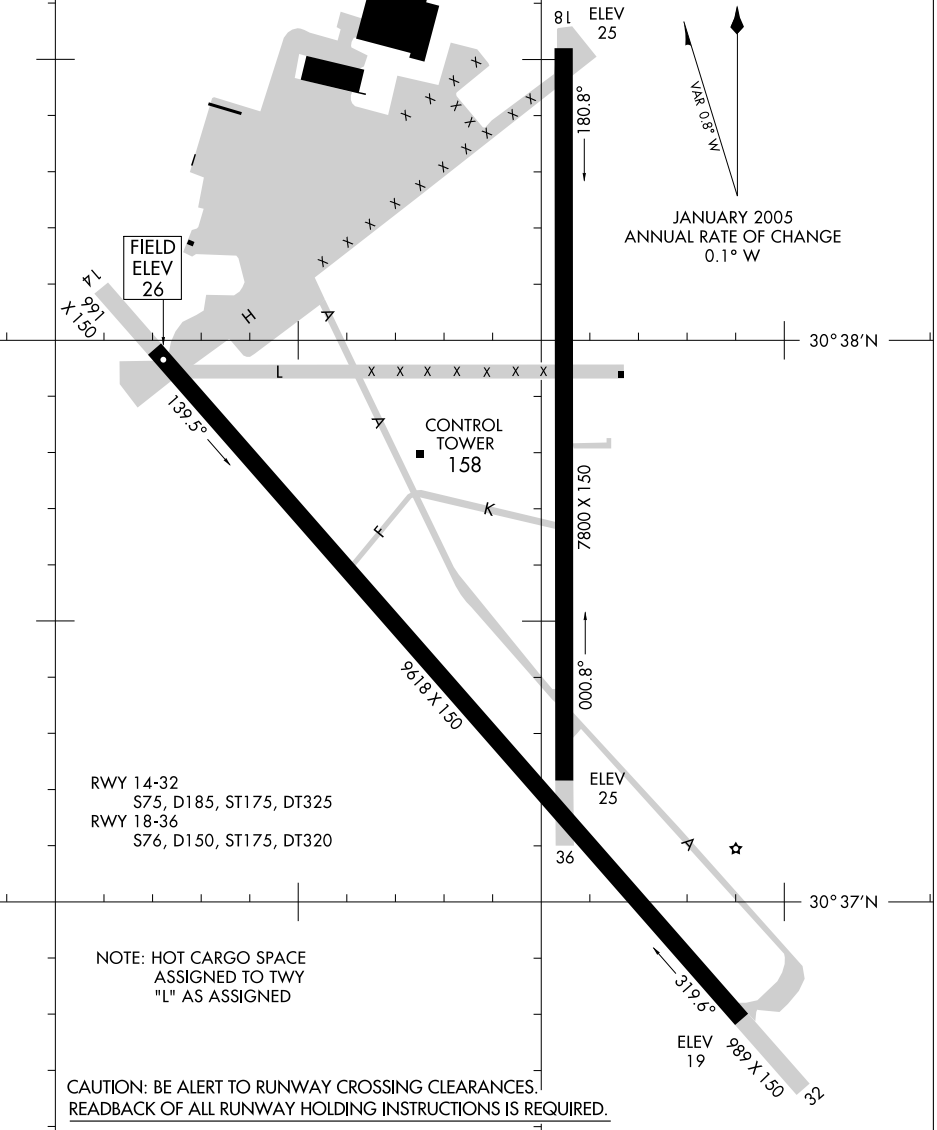 18
ELEV
25
180.8°
VAR 0.8° W
JANUARY 2005
ANNUAL RATE OF CHANGE
0.1° W
X X X X X X X X X X X X X X X X X
FIELD
ELEV
26
14
991
X 150
H
A
30°38'N
L X X X X X X X
139.5°
A
CONTROL
TOWER
158
K
F
7800 X 150
000.8°
9618 X 150
RWY 14-32
S75, D185, ST175, DT325
RWY 18-36
S76, D150, ST175, DT320
ELEV
25
36
A
30°37'N
NOTE: HOT CARGO SPACE
ASSIGNED TO TWY
"L" AS ASSIGNED
319.6°
ELEV
19
989 X 150
32
CAUTION: BE ALERT TO RUNWAY CROSSING CLEARANCES.
READBACK OF ALL RUNWAY HOLDING INSTRUCTIONS IS REQUIRED.